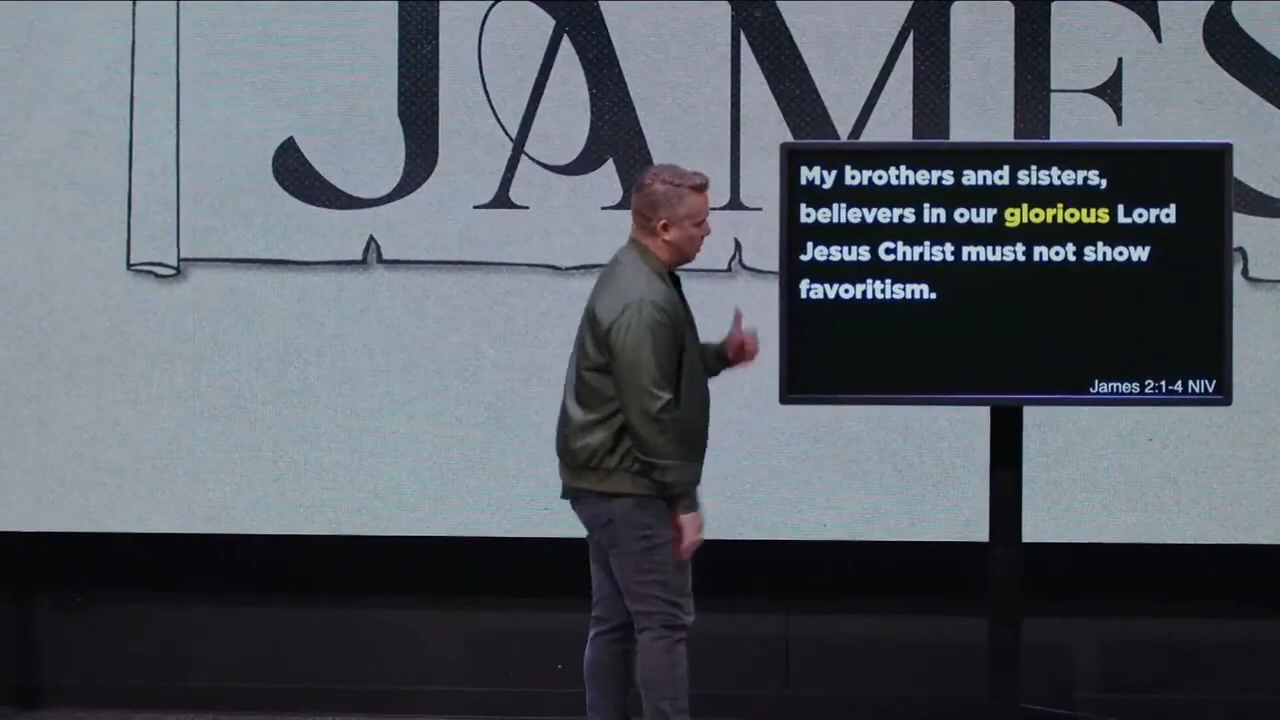 JAMES
My brothers and sisters,
believers in our glorious Lord
Jesus Christ must not show
favoritism.
James 2:1-4 NIV